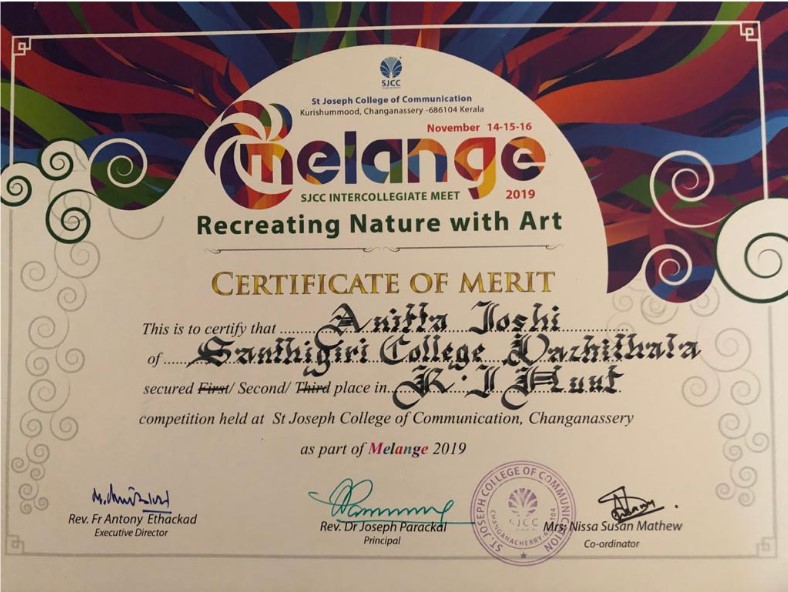 SJCC
St Joseph College of Communication
Kurishummood, Changanassery -686104 Kerala
November 14-15-16
melange
SJCC INTERCOLLEGIATE MEET 2019
Recreating Nature with Art
CERTIFICATE OF MERIT
This is to certify that Anitta Joshi
of Santhigiri College Vazhithala
secured First/ Second/ Third place in R.J Hunt
competition held at St Joseph College of Communication, Changanassery
as part of Melange 2019
ST. JOSEPH COLLEGE OF COMMUNICATION
SJCC
Rev. Fr Antony Ethackad
Executive Director
Rev. Dr Joseph Parackal
Principal
Mrs. Nissa Susan Mathew
Co-ordinator